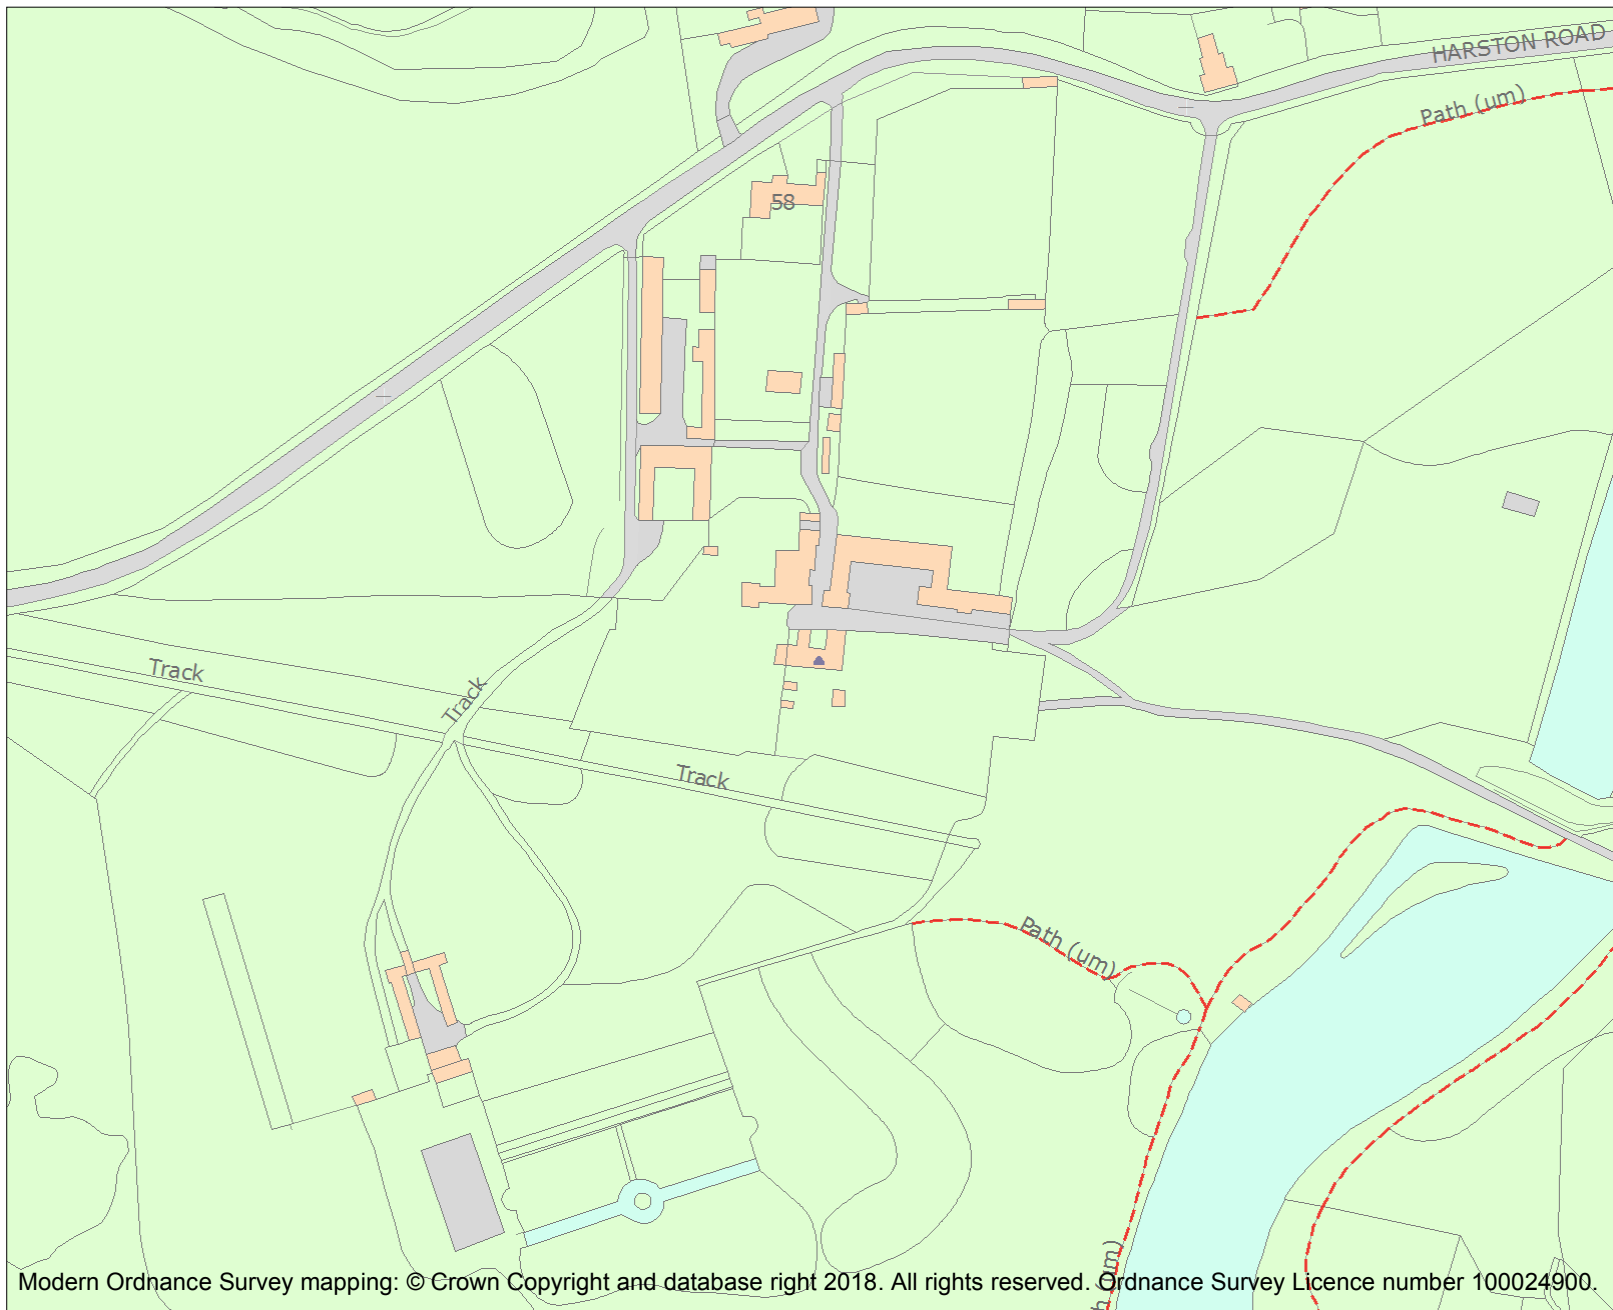 HARSTON ROAD
Path (um)
58
Track
Track
Track
Path (um)
h (um)
Modern Ordnance Survey mapping: © Crown Copyright and database right 2018. All rights reserved. Ordnance Survey Licence number 100024900.